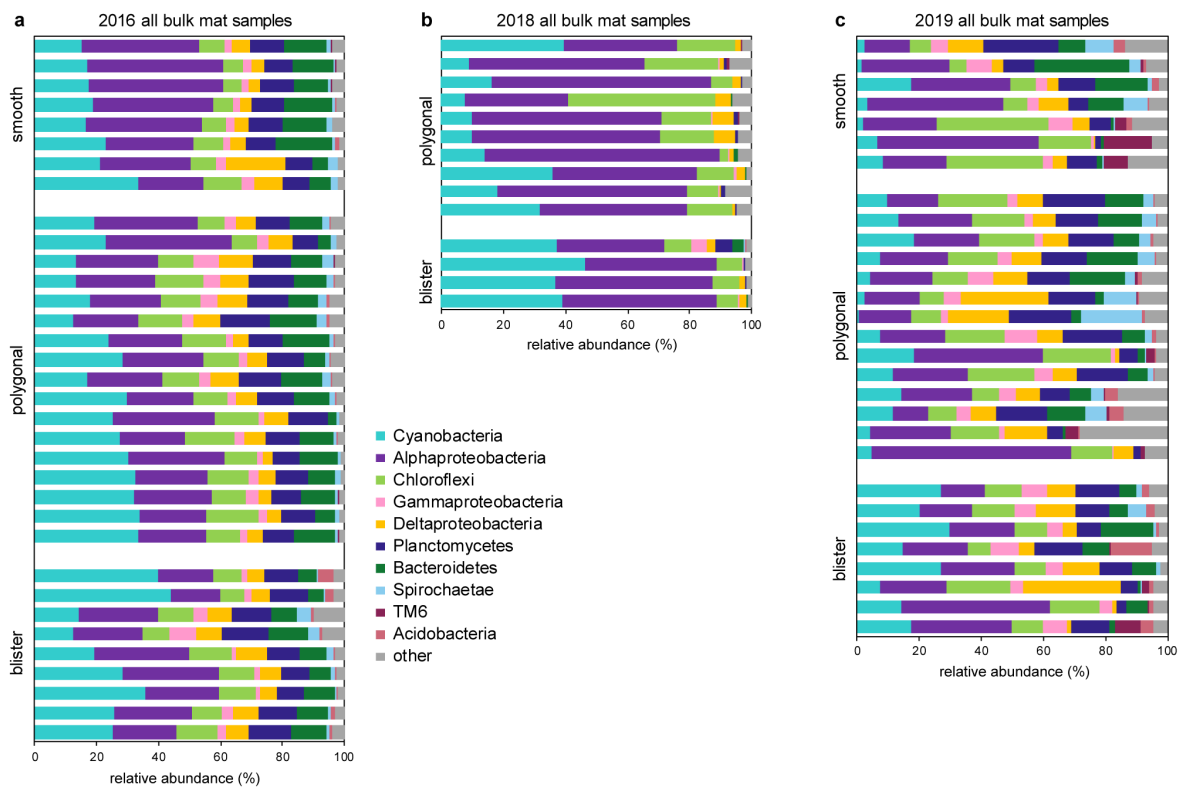 a
2016 all bulk mat samples
smooth
polygonal
blister
0 20 40 60 80 100
relative abundance (%)
b
2018 all bulk mat samples
polygonal
blister
0 20 40 60 80 100
relative abundance (%)
Cyanobacteria
Alphaproteobacteria
Chloroflexi
Gammaproteobacteria
Deltaproteobacteria
Planctomycetes
Bacteroidetes
Spirochaetae
TM6
Acidobacteria
other
c
2019 all bulk mat samples
smooth
polygonal
blister
0 20 40 60 80 100
relative abundance (%)